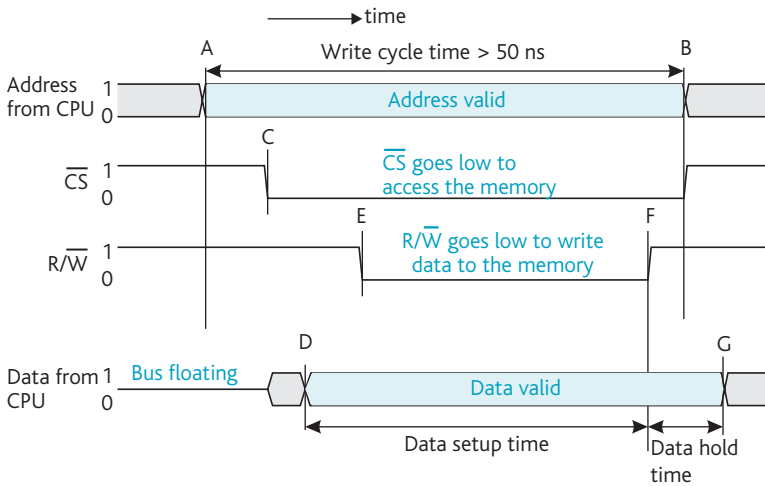 time
A
Write cycle time > 50 ns
B
Address
from CPU
1
0
Address valid
C
C̅S̅
1
0
C̅S̅ goes low to
access the memory
E
F
R/W̅
1
0
R/W̅ goes low to write
data to the memory
D
G
Data from
CPU
1
0
Bus floating
Data valid
Data setup time
Data hold
time